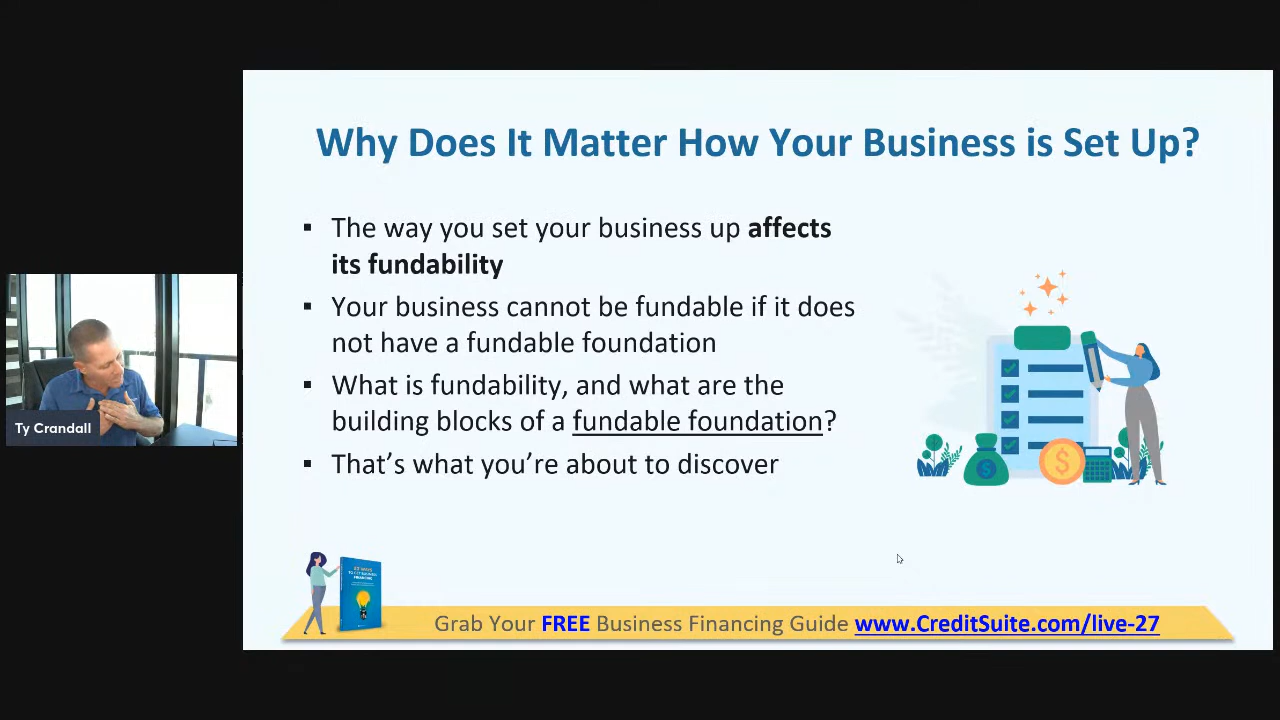 Why Does It Matter How Your Business is Set Up?
▪ The way you set your business up affects
its fundability
▪ Your business cannot be fundable if it does
not have a fundable foundation
▪ What is fundability, and what are the
building blocks of a fundable foundation?
▪ That's what you're about to discover
Ty Crandall
Grab Your FREE Business Financing Guide www.CreditSuite.com/live-27